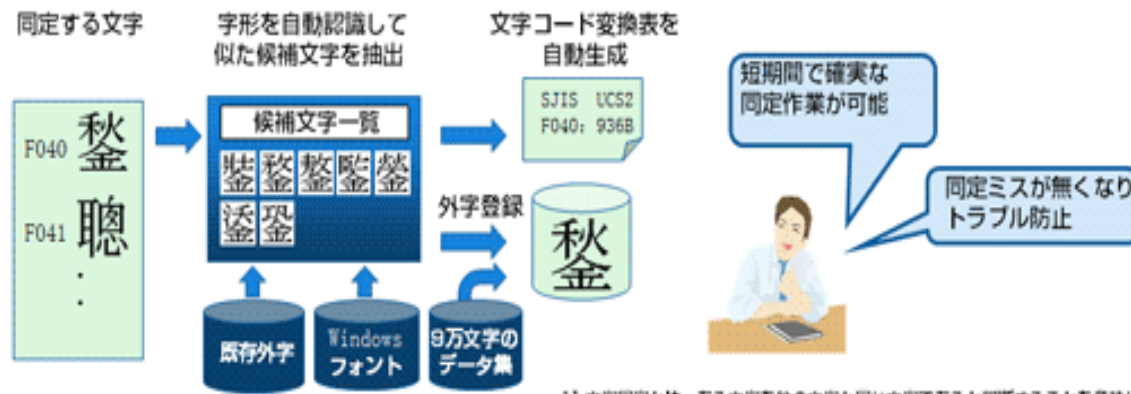 同定する文字
F040
F041 聰
字形を自動認識して
似た候補文字を抽出
候補文字一覧
既存外字
Windows
フォント
9万文字の
データ集
文字コード変換表を
自動生成
SJIS UCS2
F040: 936B
外字登録
短期間で確実な
同定作業が可能
同定ミスが無くなり
トラブル防止